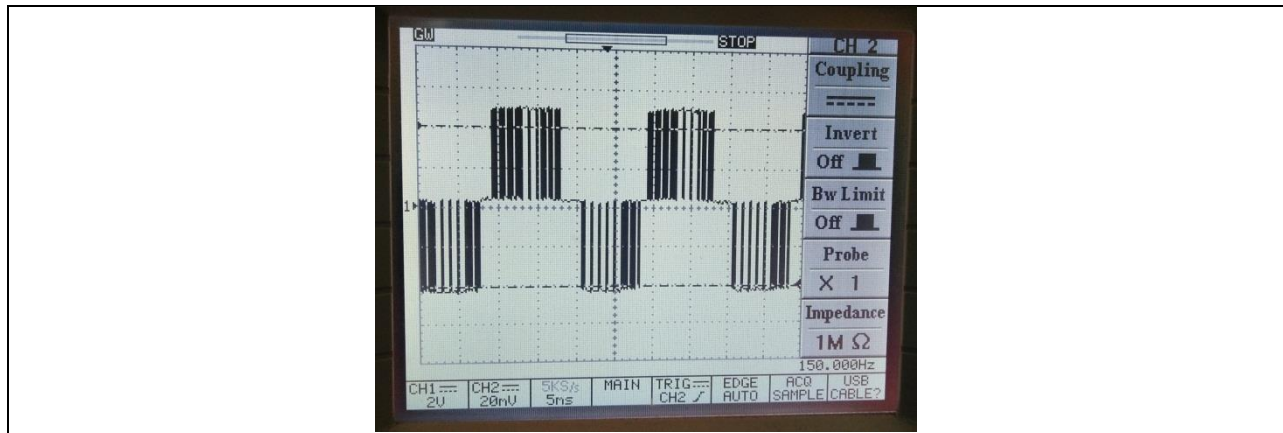 GW STOP CH 2
Coupling
Invert
Off
Bw Limit
Off
Probe
X 1
Impedance
1M Ω
1
150.000Hz
CH1 CH2 5KS/s MAIN TRIG EDGE ACQ USB
2V 20mV 5ms CH2 AUTO SAMPLE CABLE?